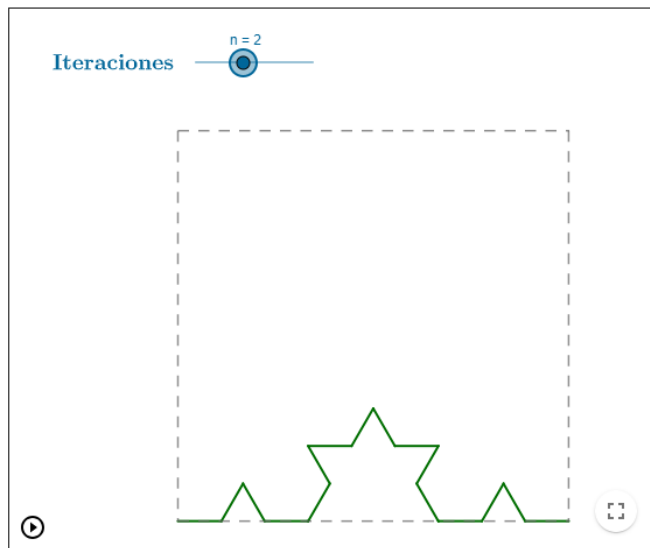 n = 2
Iteraciones